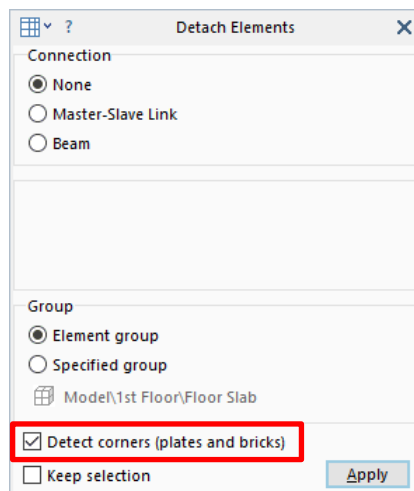 ? Detach Elements
Connection
None
Master-Slave Link
Beam
Group
Element group
Specified group
Model\1st Floor\Floor Slab
Detect corners (plates and bricks)
Keep selection Apply